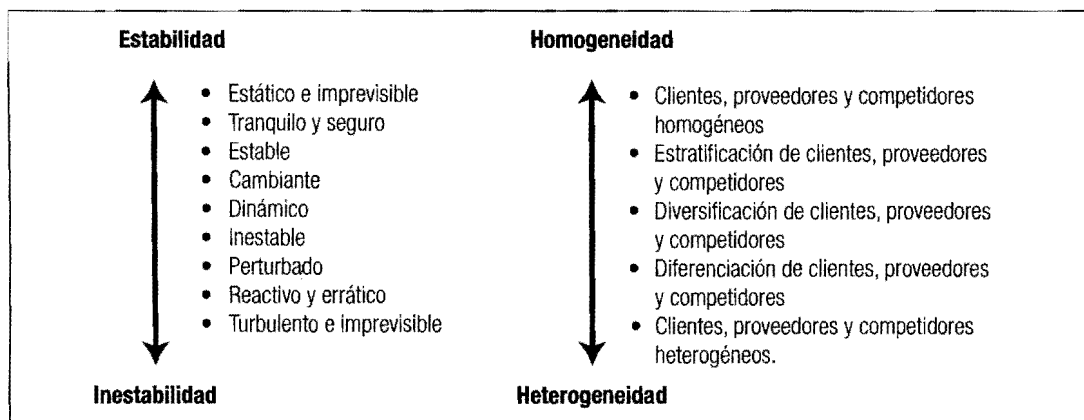 Estabilidad
• Estático e imprevisible
• Tranquilo y seguro
• Estable
• Cambiante
• Dinámico
• Inestable
• Perturbado
• Reactivo y errático
• Turbulento e imprevisible
Inestabilidad
Homogeneidad
• Clientes, proveedores y competidores
homogéneos
• Estratificación de clientes, proveedores
y competidores
• Diversificación de clientes, proveedores
y competidores
• Diferenciación de clientes, proveedores
y competidores
• Clientes, proveedores y competidores
heterogéneos.
Heterogeneidad